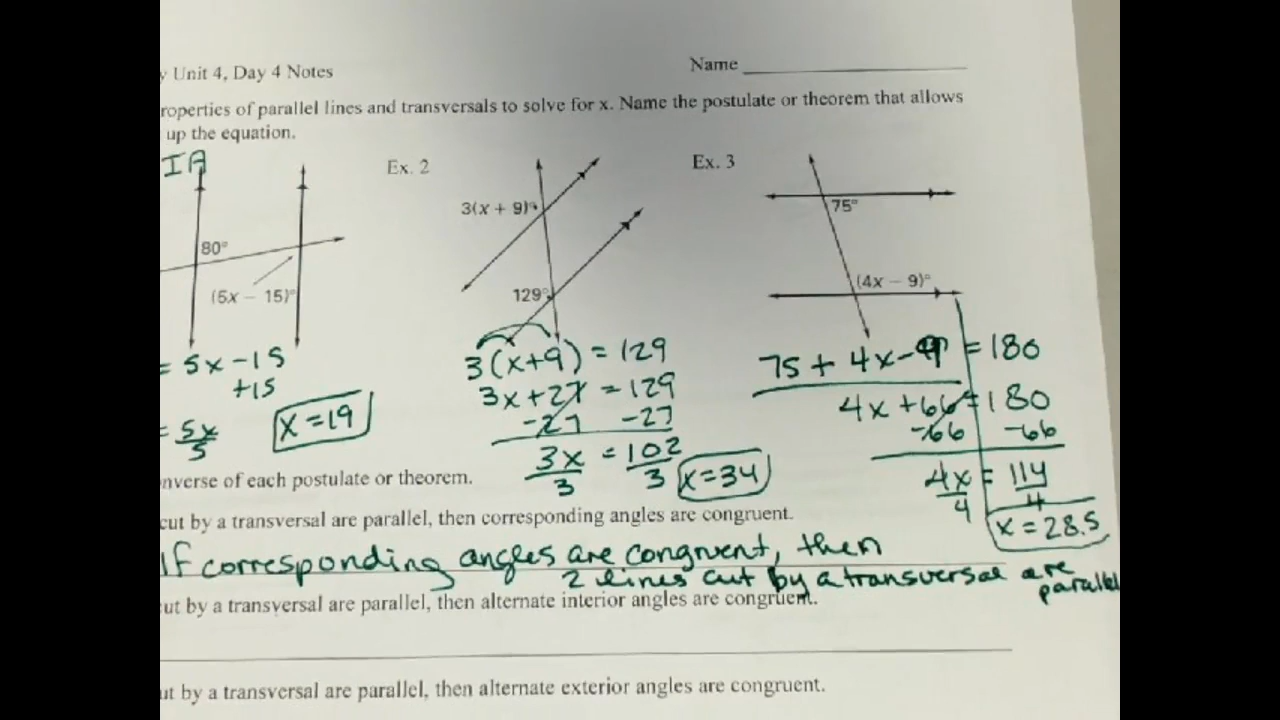 Unit 4, Day 4 Notes
Name
roperties of parallel lines and transversals to solve for x. Name the postulate or theorem that allows
up the equation.
IA
80°
(5x – 15)°
= 5x -15
+15
= 5x
5
x = 19
Ex. 2
3(x + 9)°
129°
3(x+9) = 129
3x + 27 = 129
-27 -27
3x = 102
3 3
x = 34
Ex. 3
75°
(4x – 9)°
75 + 4x - 9 = 180
4x + 66 = 180
-66 -66
4x = 114
4 4
x = 28.5
nverse of each postulate or theorem.
cut by a transversal are parallel, then corresponding angles are congruent.
If corresponding angles are congruent, then
2 lines cut by a transversal are
parallel
ut by a transversal are parallel, then alternate interior angles are congruent.
ut by a transversal are parallel, then alternate exterior angles are congruent.